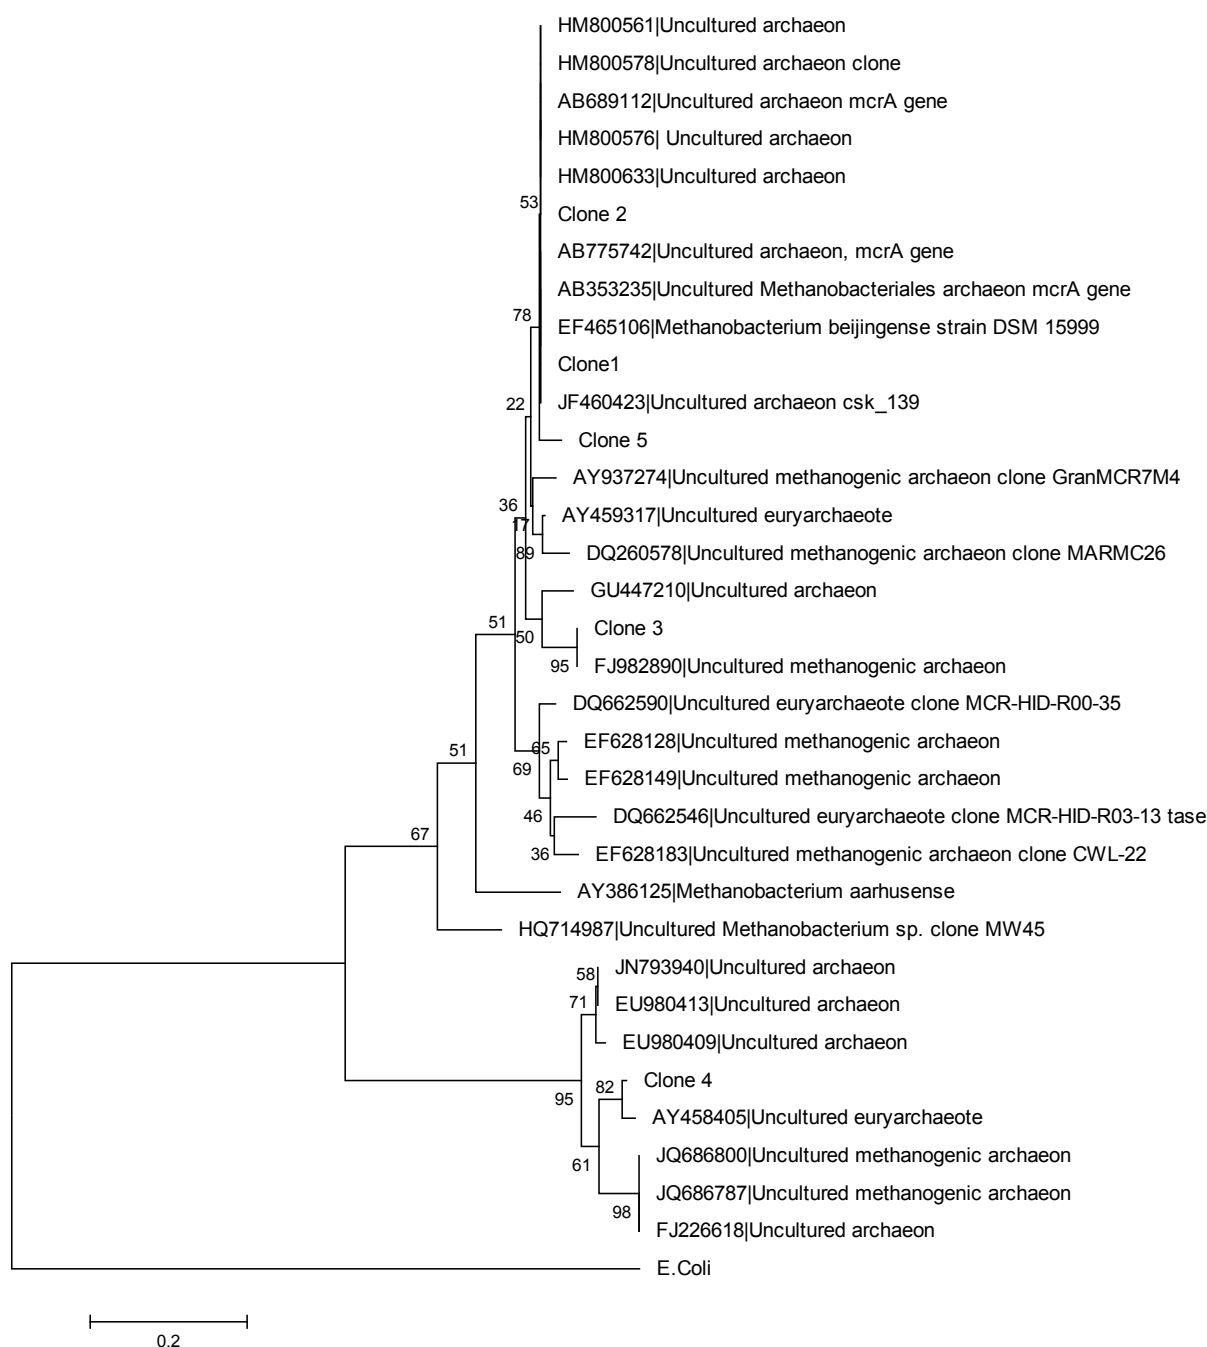 HM800561|Uncultured archaeon
HM800578|Uncultured archaeon clone
AB689112|Uncultured archaeon mcrA gene
HM800576| Uncultured archaeon
HM800633|Uncultured archaeon
53
Clone 2
AB775742|Uncultured archaeon, mcrA gene
AB353235|Uncultured Methanobacteriales archaeon mcrA gene
78
EF465106|Methanobacterium beijingense strain DSM 15999
Clone1
22
JF460423|Uncultured archaeon csk_139
Clone 5
AY937274|Uncultured methanogenic archaeon clone GranMCR7M4
36
17
AY459317|Uncultured euryarchaeote
89
DQ260578|Uncultured methanogenic archaeon clone MARMC26
GU447210|Uncultured archaeon
51
50
Clone 3
95
FJ982890|Uncultured methanogenic archaeon
DQ662590|Uncultured euryarchaeote clone MCR-HID-R00-35
51
65
EF628128|Uncultured methanogenic archaeon
69
EF628149|Uncultured methanogenic archaeon
46
DQ662546|Uncultured euryarchaeote clone MCR-HID-R03-13 tase
67
36
EF628183|Uncultured methanogenic archaeon clone CWL-22
AY386125|Methanobacterium aarhusense
HQ714987|Uncultured Methanobacterium sp. clone MW45
58
JN793940|Uncultured archaeon
71
EU980413|Uncultured archaeon
EU980409|Uncultured archaeon
95
82
Clone 4
AY458405|Uncultured euryarchaeote
61
JQ686800|Uncultured methanogenic archaeon
JQ686787|Uncultured methanogenic archaeon
98
FJ226618|Uncultured archaeon
E.Coli
0.2